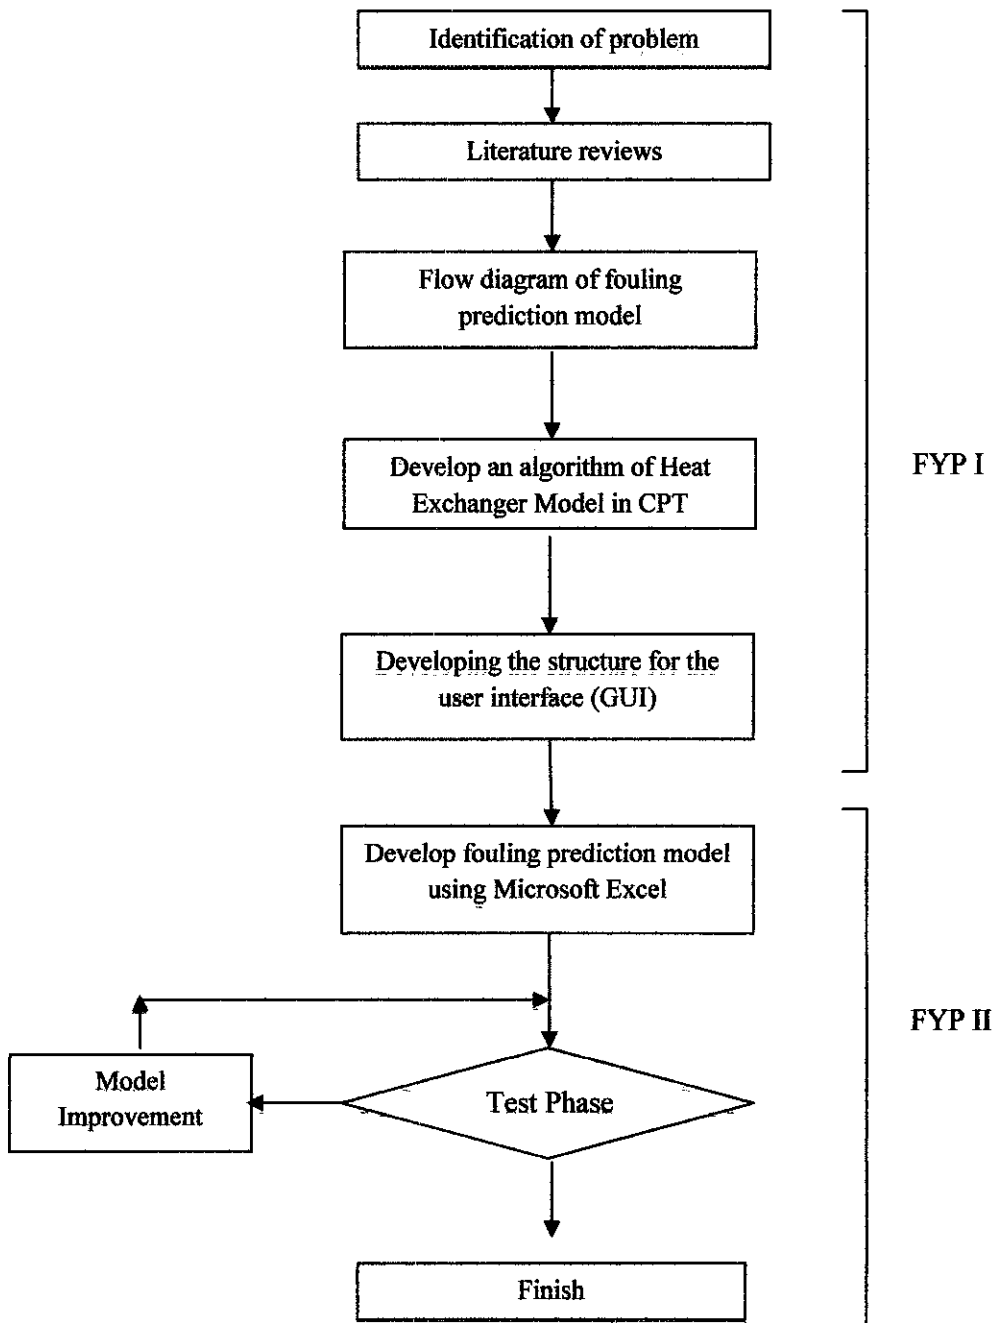 Identification of problem
Literature reviews
Flow diagram of fouling
prediction model
Develop an algorithm of Heat
Exchanger Model in CPT
FYP I
Developing the structure for the
user interface (GUI)
Develop fouling prediction model
using Microsoft Excel
FYP II
Model
Improvement
Test Phase
Finish